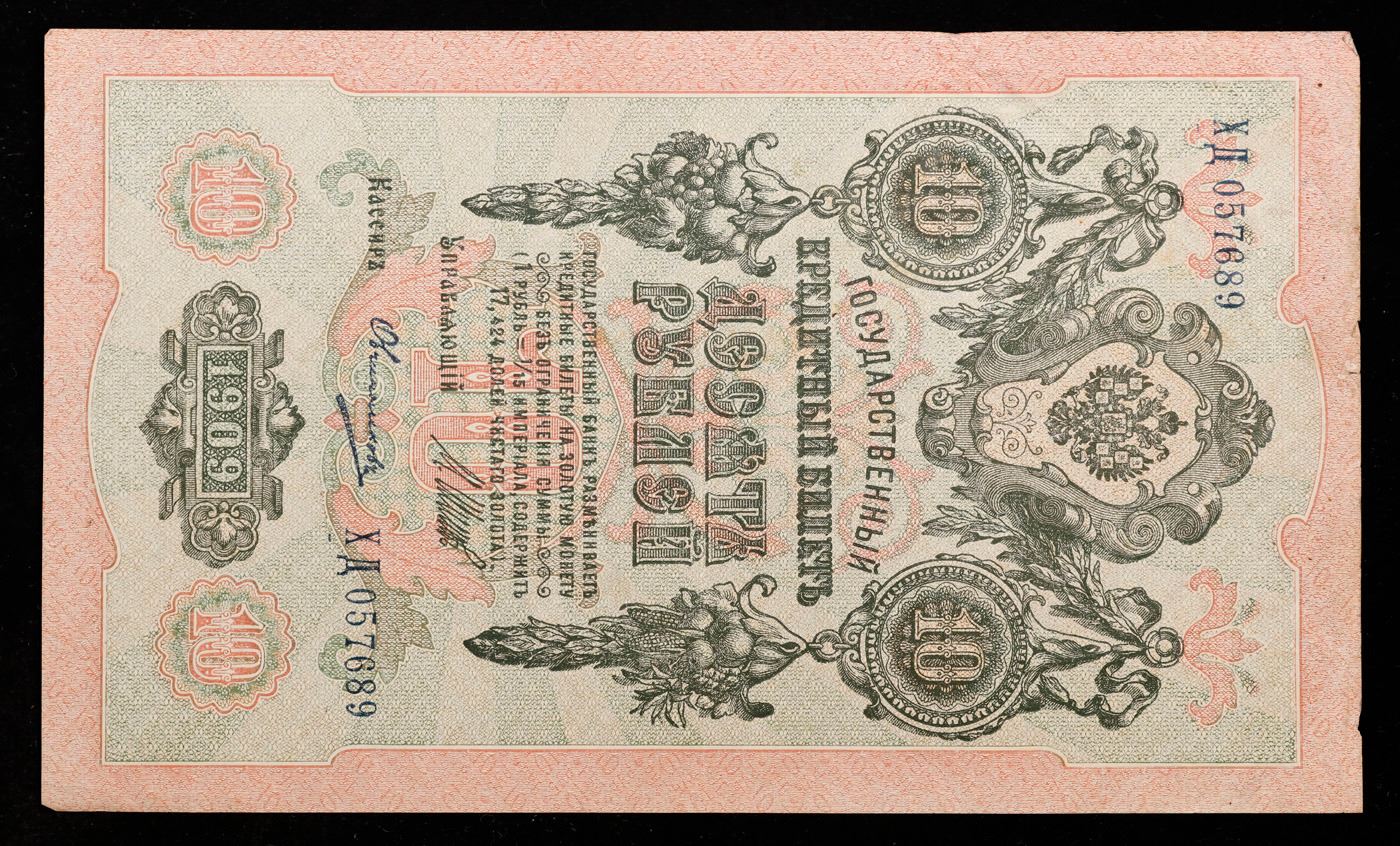 ХД 057689
10 10
ГОСУДАРСТВЕННЫЙ
КРЕДИТНЫЙ БИЛЕТЪ
ДЕСЯТЬ
РУБЛЕЙ
ГОСУДАРСТВЕННЫЙ БАНКЪ РАЗМѢНИВАЕТЪ
КРЕДИТНЫЕ БИЛЕТЫ НА ЗОЛОТУЮ МОНЕТУ
БЕЗЪ ОГРАНИЧЕНІЯ СУММЫ
(1 РУБЛЬ = 1/15 ИМПЕРІАЛА, СОДЕРЖИТЪ
17,424 ДОЛЕЙ ЧИСТАГО ЗОЛОТА).
10
Управляющій И Шипов
Кассиръ Овчинников ХД 057689
10 1909 10